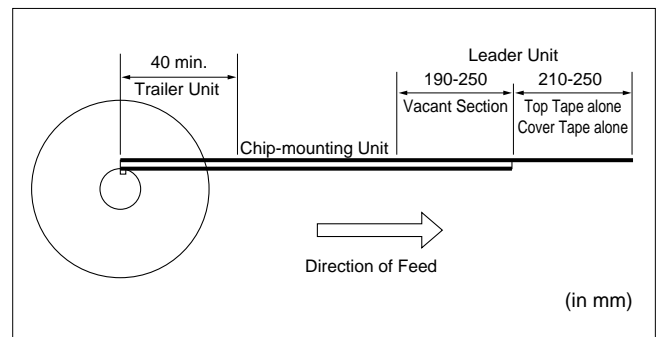 Leader Unit
40 min.
Trailer Unit
190-250
Vacant Section
210-250
Top Tape alone
Cover Tape alone
Chip-mounting Unit
Direction of Feed
(in mm)